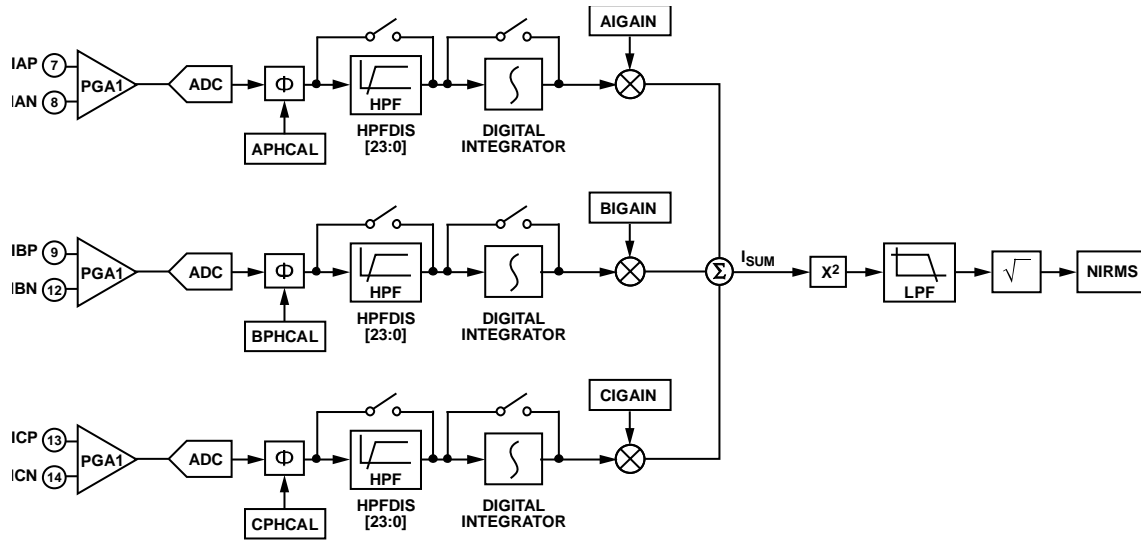 AIGAIN
IAP 7
PGA1
ADC
Φ
HPF
IAN 8
APHCAL
HPFDIS
[23:0]
DIGITAL
INTEGRATOR
BIGAIN
IBP 9
PGA1
ADC
Φ
HPF
IBN 12
BPHCAL
HPFDIS
[23:0]
DIGITAL
INTEGRATOR
Σ
ISUM
X²
LPF
√
NIRMS
CIGAIN
ICP 13
PGA1
ADC
Φ
HPF
ICN 14
CPHCAL
HPFDIS
[23:0]
DIGITAL
INTEGRATOR